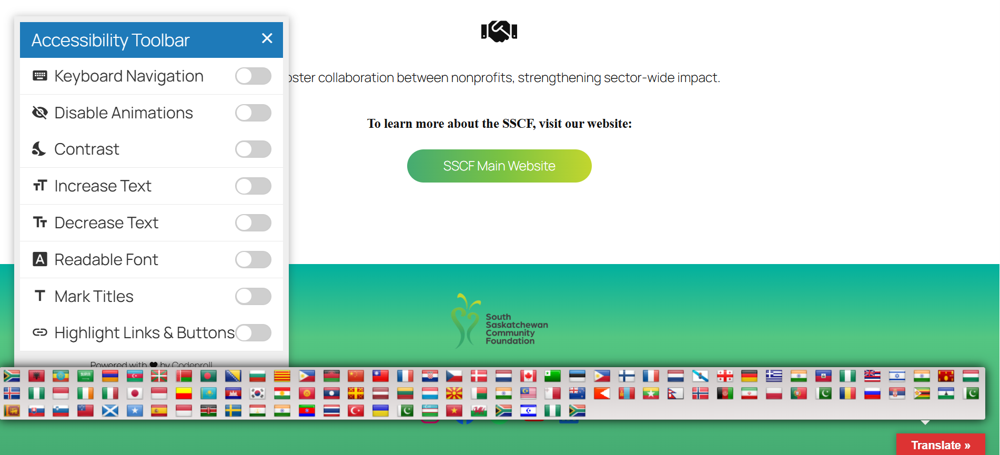 Accessibility Toolbar
Keyboard Navigation
Disable Animations
Contrast
Increase Text
Decrease Text
Readable Font
Mark Titles
Highlight Links & Buttons
Powered with by Codenroll
oster collaboration between nonprofits, strengthening sector-wide impact.
To learn more about the SSCF, visit our website:
SSCF Main Website
South
Saskatchewan
Community
Foundation
Translate »